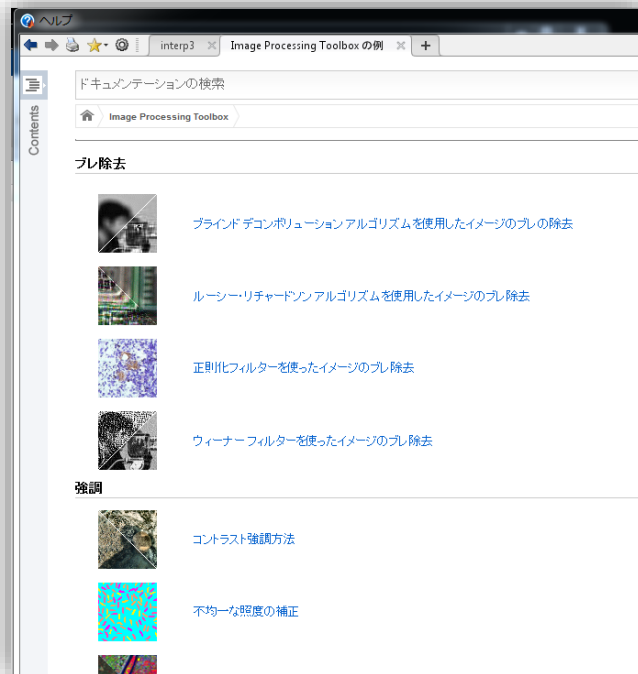 ヘルプ
interp3
Image Processing Toolbox の例
ドキュメンテーションの検索
Contents
Image Processing Toolbox
ブレ除去
ブラインド デコンボリューション アルゴリズムを使用したイメージのブレの除去
ルーシー・リチャードソン アルゴリズムを使用したイメージのブレ除去
正則化フィルターを使ったイメージのブレ除去
ウィーナー フィルターを使ったイメージのブレ除去
強調
コントラスト強調方法
不均一な照度の補正